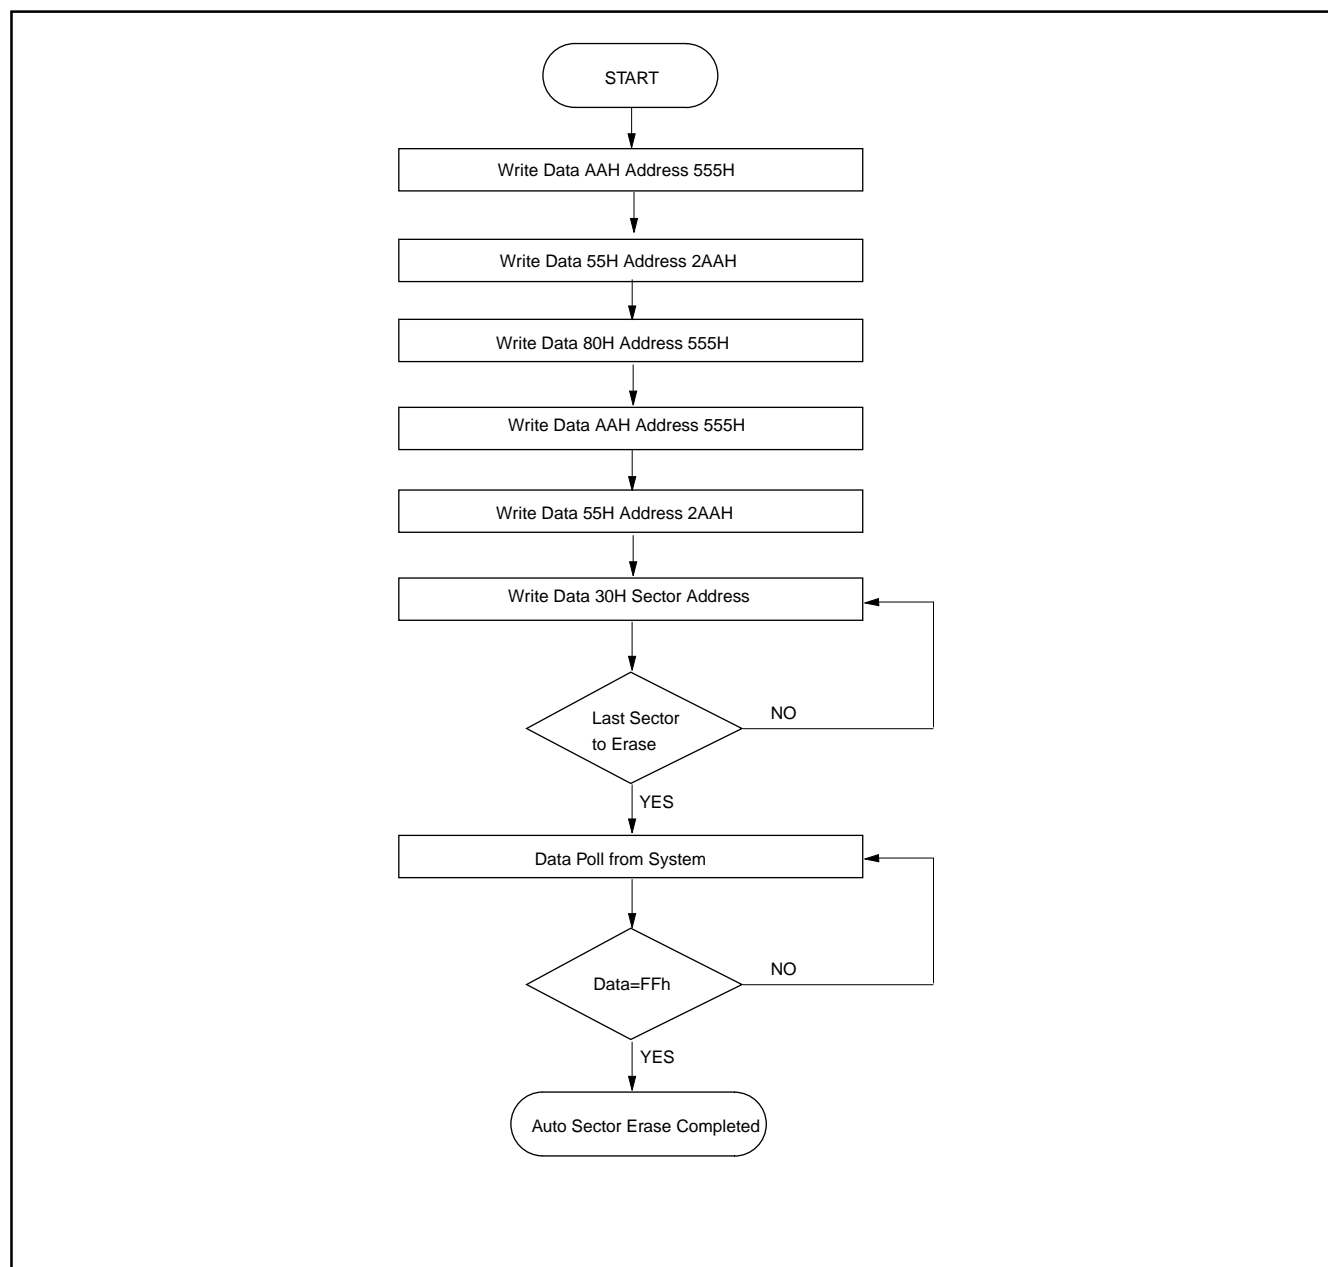 START
Write Data AAH Address 555H
Write Data 55H Address 2AAH
Write Data 80H Address 555H
Write Data AAH Address 555H
Write Data 55H Address 2AAH
Write Data 30H Sector Address
Last Sector
to Erase
NO
YES
Data Poll from System
Data=FFh
NO
YES
Auto Sector Erase Completed